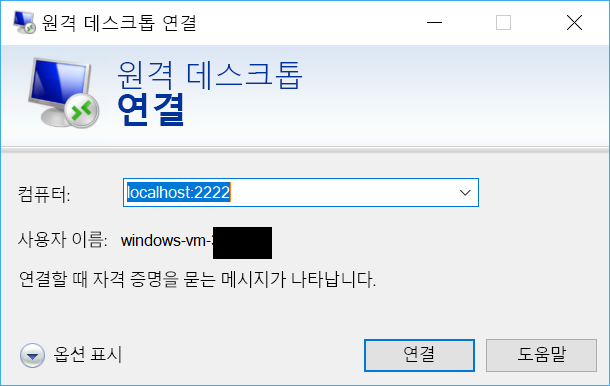 원격 데스크톱 연결
원격 데스크톱
연결
컴퓨터: localhost:2222
사용자 이름: windows-vm-
연결할 때 자격 증명을 묻는 메시지가 나타납니다.
옵션 표시 연결 도움말